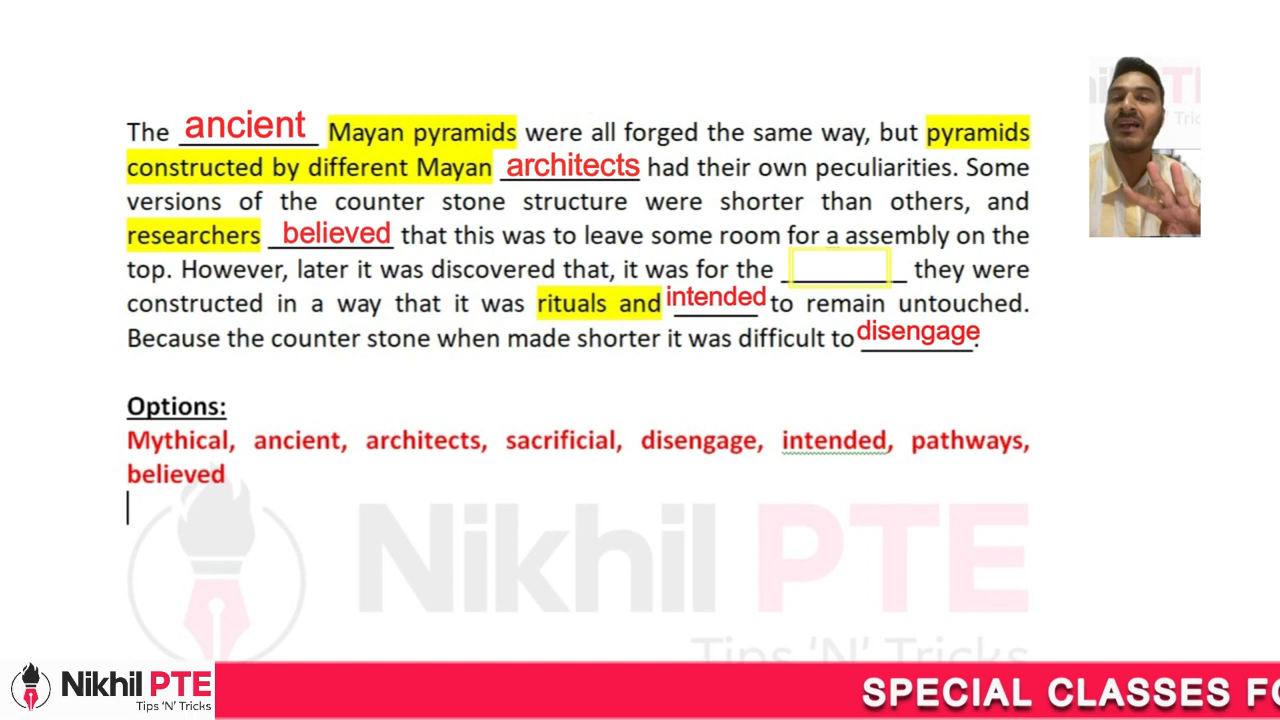 The ancient Mayan pyramids were all forged the same way, but pyramids
constructed by different Mayan architects had their own peculiarities. Some
versions of the counter stone structure were shorter than others, and
researchers believed that this was to leave some room for a assembly on the
top. However, later it was discovered that, it was for the ________ they were
constructed in a way that it was rituals and intended to remain untouched.
Because the counter stone when made shorter it was difficult to disengage.
Options:
Mythical, ancient, architects, sacrificial, disengage, intended, pathways,
believed
Nikhil PTE
Tips ‘N’ Tricks
Nikhil PTE
Tips ‘N’ Tricks
SPECIAL CLASSES FO